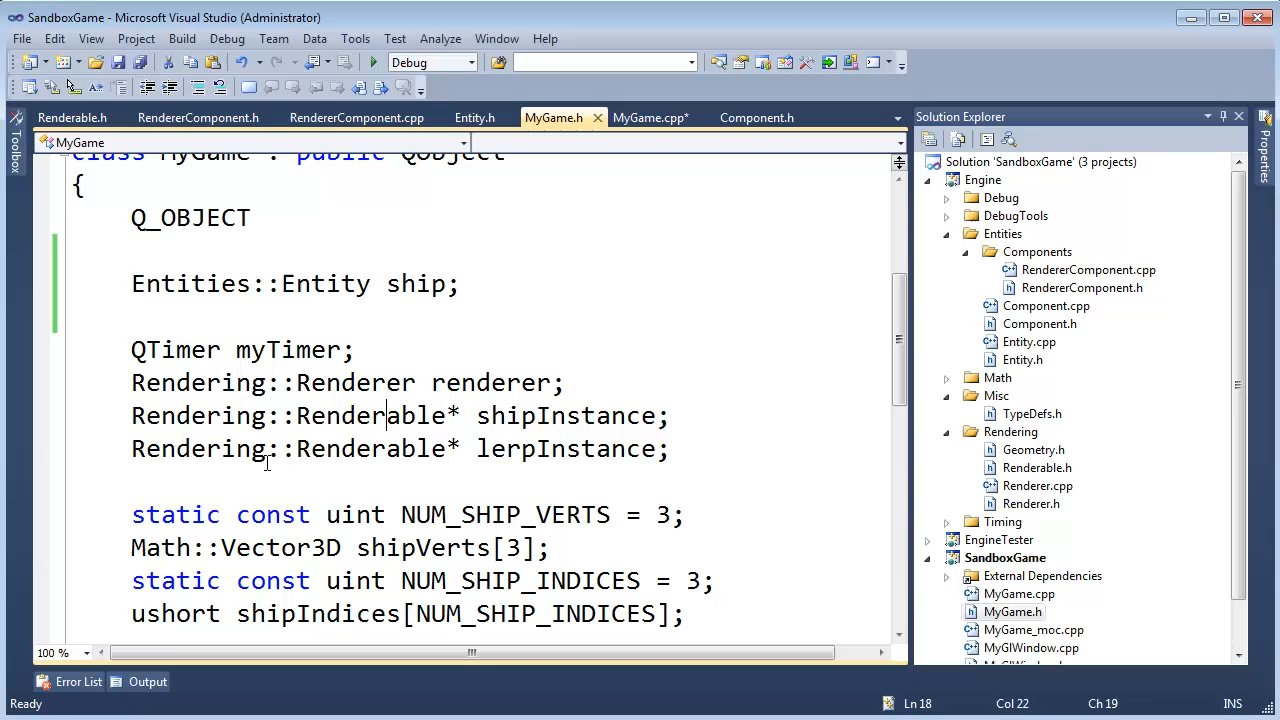 SandboxGame - Microsoft Visual Studio (Administrator)
File Edit View Project Build Debug Team Data Tools Test Analyze Window Help
Debug
Renderable.h RendererComponent.h RendererComponent.cpp Entity.h MyGame.h MyGame.cpp* Component.h
MyGame
class MyGame : public QObject
{
Q_OBJECT
Entities::Entity ship;
QTimer myTimer;
Rendering::Renderer renderer;
Rendering::Renderable* shipInstance;
Rendering::Renderable* lerpInstance;
static const uint NUM_SHIP_VERTS = 3;
Math::Vector3D shipVerts[3];
static const uint NUM_SHIP_INDICES = 3;
ushort shipIndices[NUM_SHIP_INDICES];
100 %
Toolbox
Solution Explorer
Solution 'SandboxGame' (3 projects)
Engine
Debug
DebugTools
Entities
Components
RendererComponent.cpp
RendererComponent.h
Component.cpp
Component.h
Entity.cpp
Entity.h
Math
Misc
TypeDefs.h
Rendering
Geometry.h
Renderable.h
Renderer.cpp
Renderer.h
Timing
EngineTester
SandboxGame
External Dependencies
MyGame.cpp
MyGame.h
MyGame_moc.cpp
MyGlWindow.cpp
MyGlWindow.h
Properties
Error List Output
Ready Ln 18 Col 22 Ch 19 INS